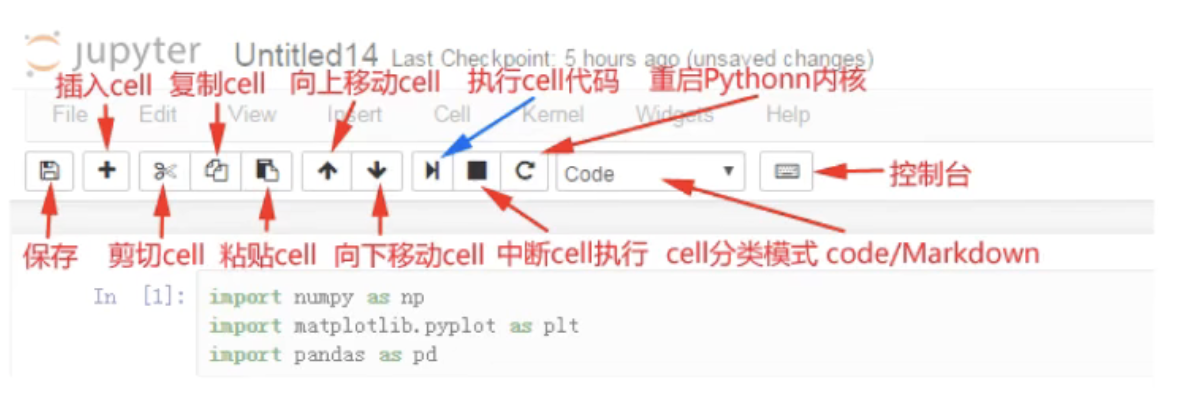 jupyter Untitled14 Last Checkpoint: 5 hours ago (unsaved changes)
插入cell 复制cell 向上移动cell 执行cell代码 重启Pythonn内核
File Edit View Insert Cell Kernel Widgets Help
Code 控制台
保存 剪切cell 粘贴cell 向下移动cell 中断cell执行 cell分类模式 code/Markdown
In [1]: import numpy as np
import matplotlib.pyplot as plt
import pandas as pd